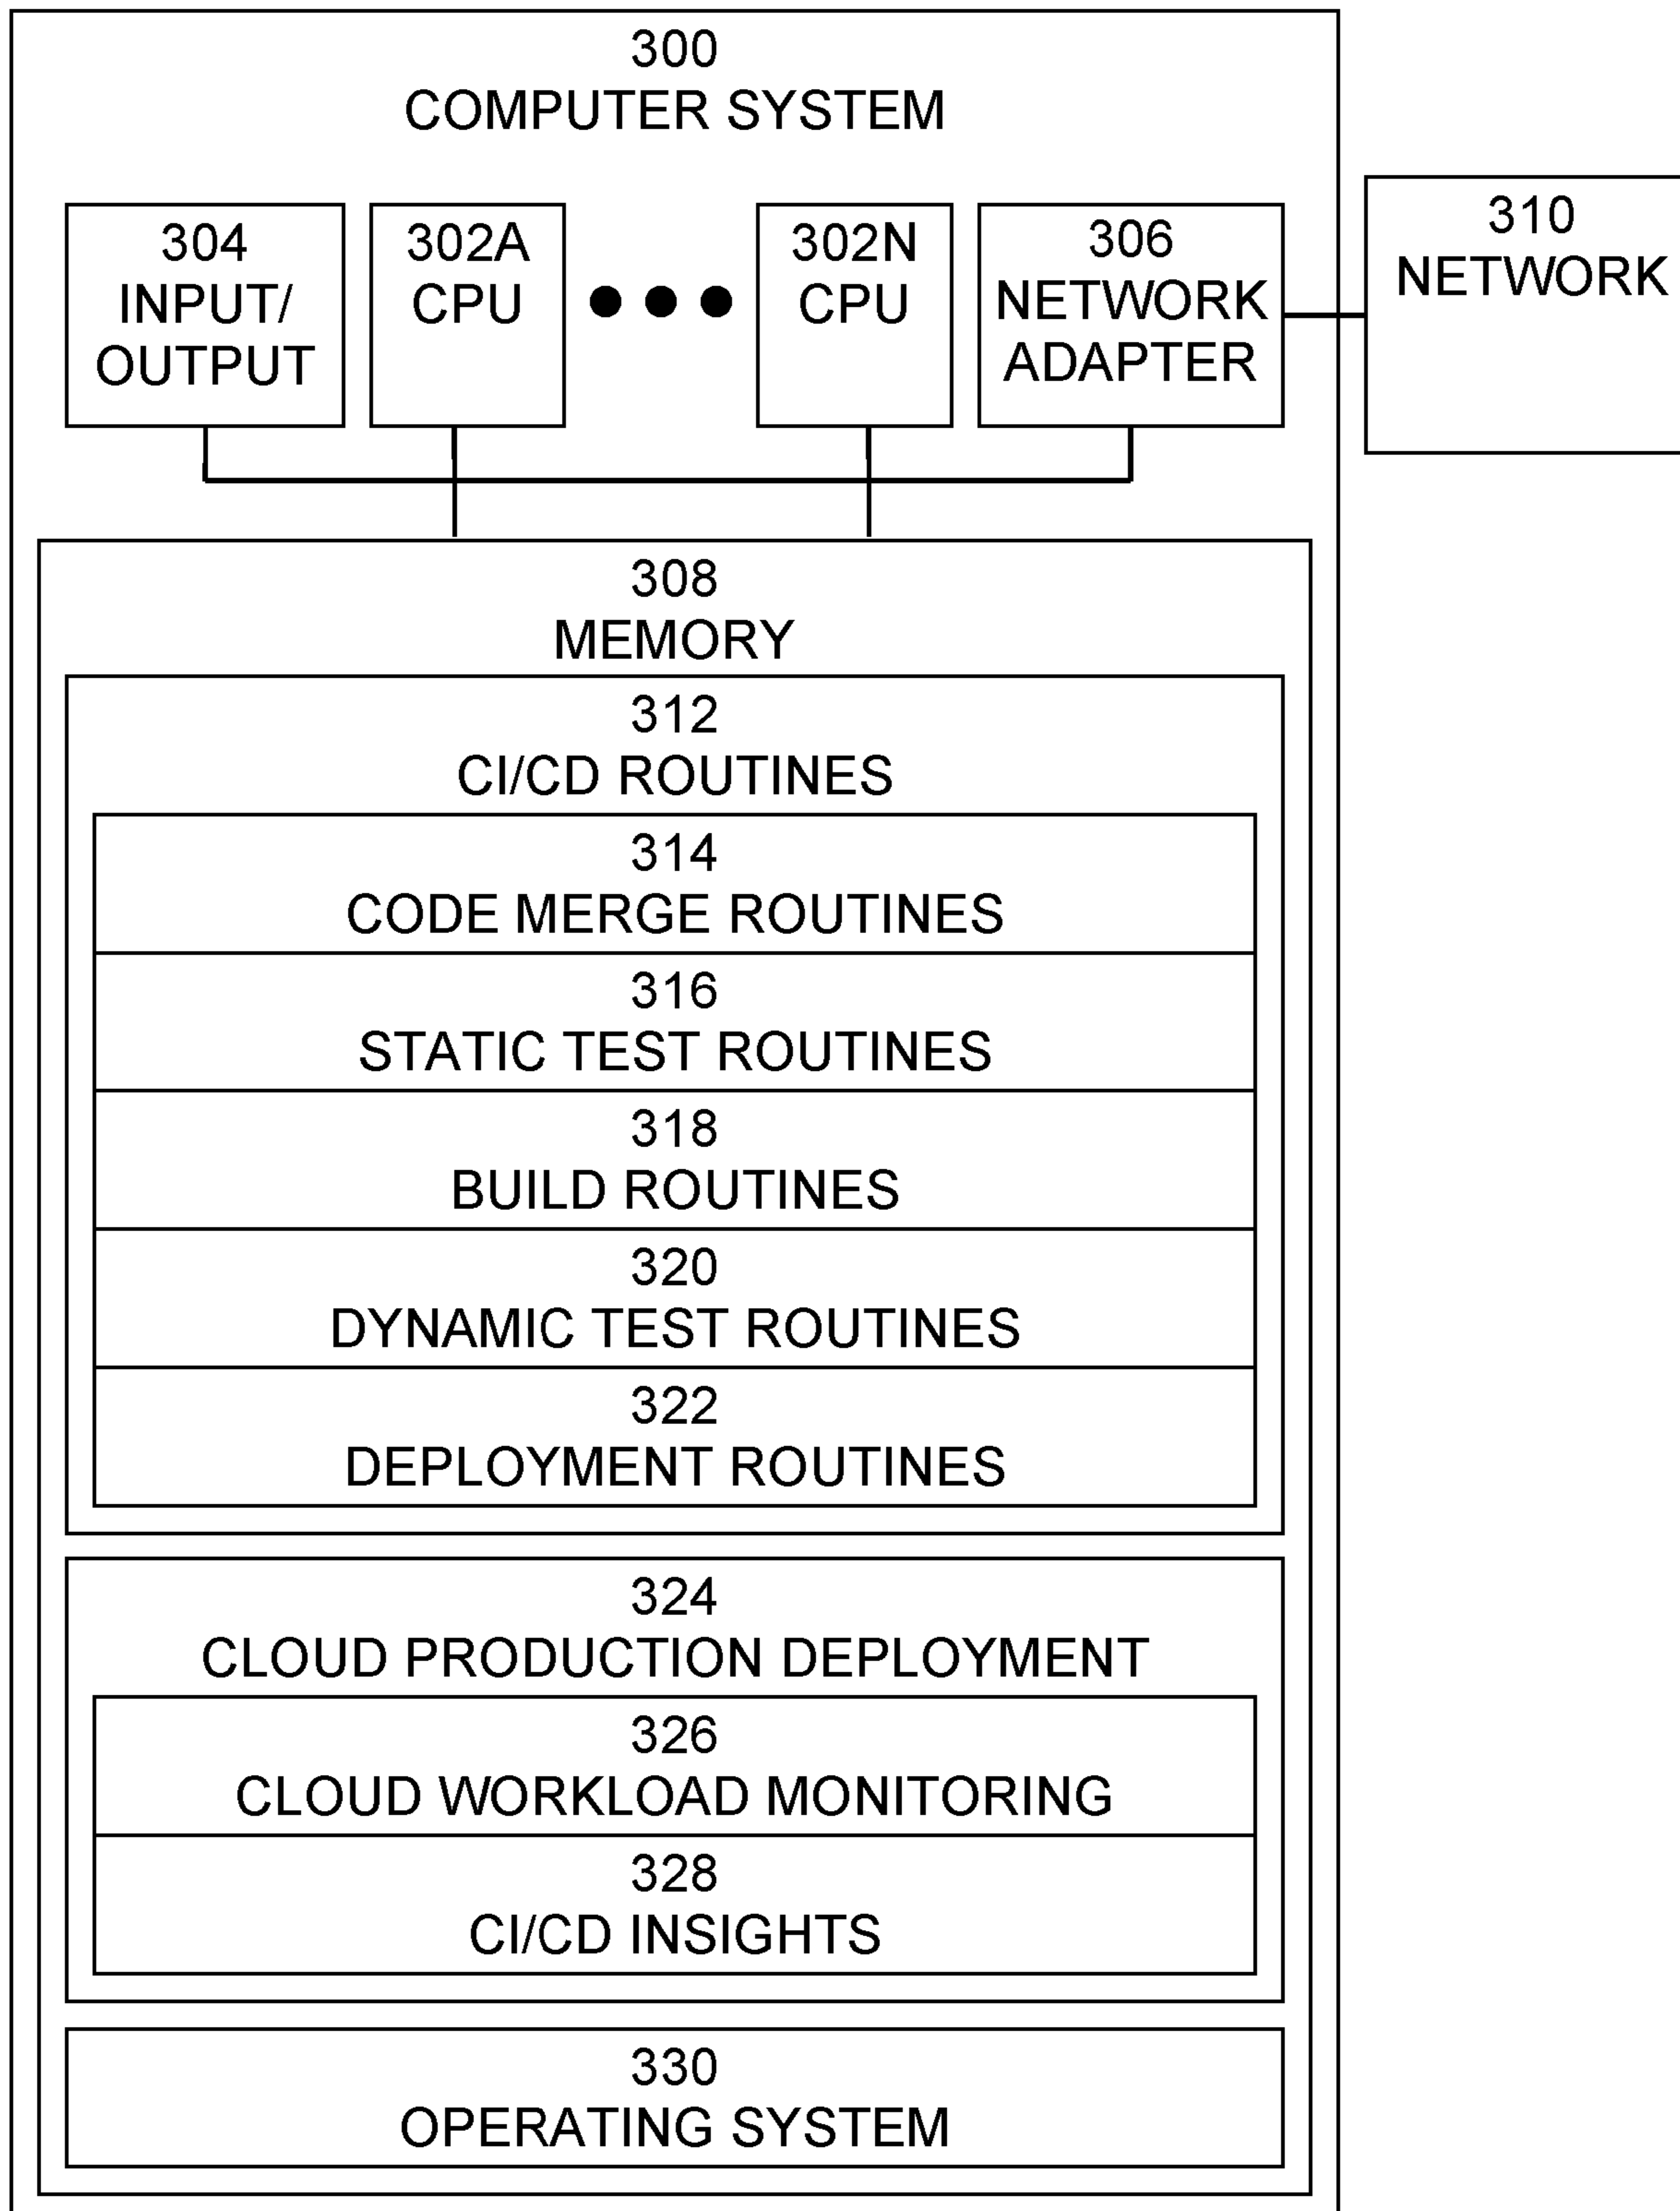 300
COMPUTER SYSTEM
304
INPUT/
OUTPUT
302A
CPU
302N
CPU
306
NETWORK
ADAPTER
310
NETWORK
308
MEMORY
312
CI/CD ROUTINES
314
CODE MERGE ROUTINES
316
STATIC TEST ROUTINES
318
BUILD ROUTINES
320
DYNAMIC TEST ROUTINES
322
DEPLOYMENT ROUTINES
324
CLOUD PRODUCTION DEPLOYMENT
326
CLOUD WORKLOAD MONITORING
328
CI/CD INSIGHTS
330
OPERATING SYSTEM